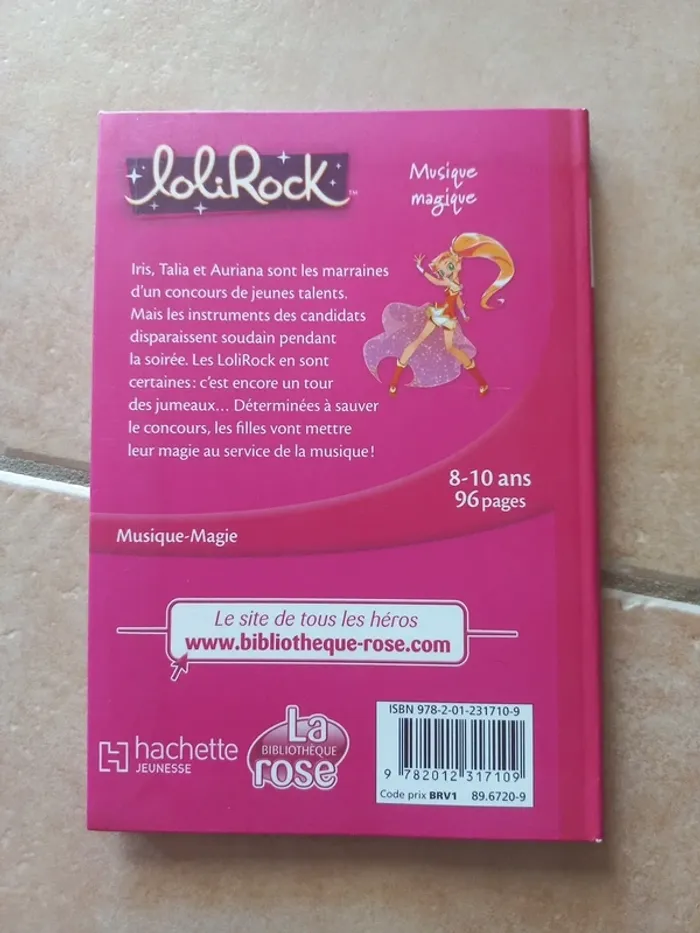 LoliRock™
Musique
magique
Iris, Talia et Auriana sont les marraines
d'un concours de jeunes talents.
Mais les instruments des candidats
disparaissent soudain pendant
la soirée. Les LoliRock en sont
certaines : c'est encore un tour
des jumeaux... Déterminées à sauver
le concours, les filles vont mettre
leur magie au service de la musique !
8-10 ans
96 pages
Musique-Magie
Le site de tous les héros
www.bibliotheque-rose.com
hachette
JEUNESSE
La
BIBLIOTHÈQUE
rose
ISBN 978-2-01-231710-9
9 782012 317109
Code prix BRV1 89.6720-9